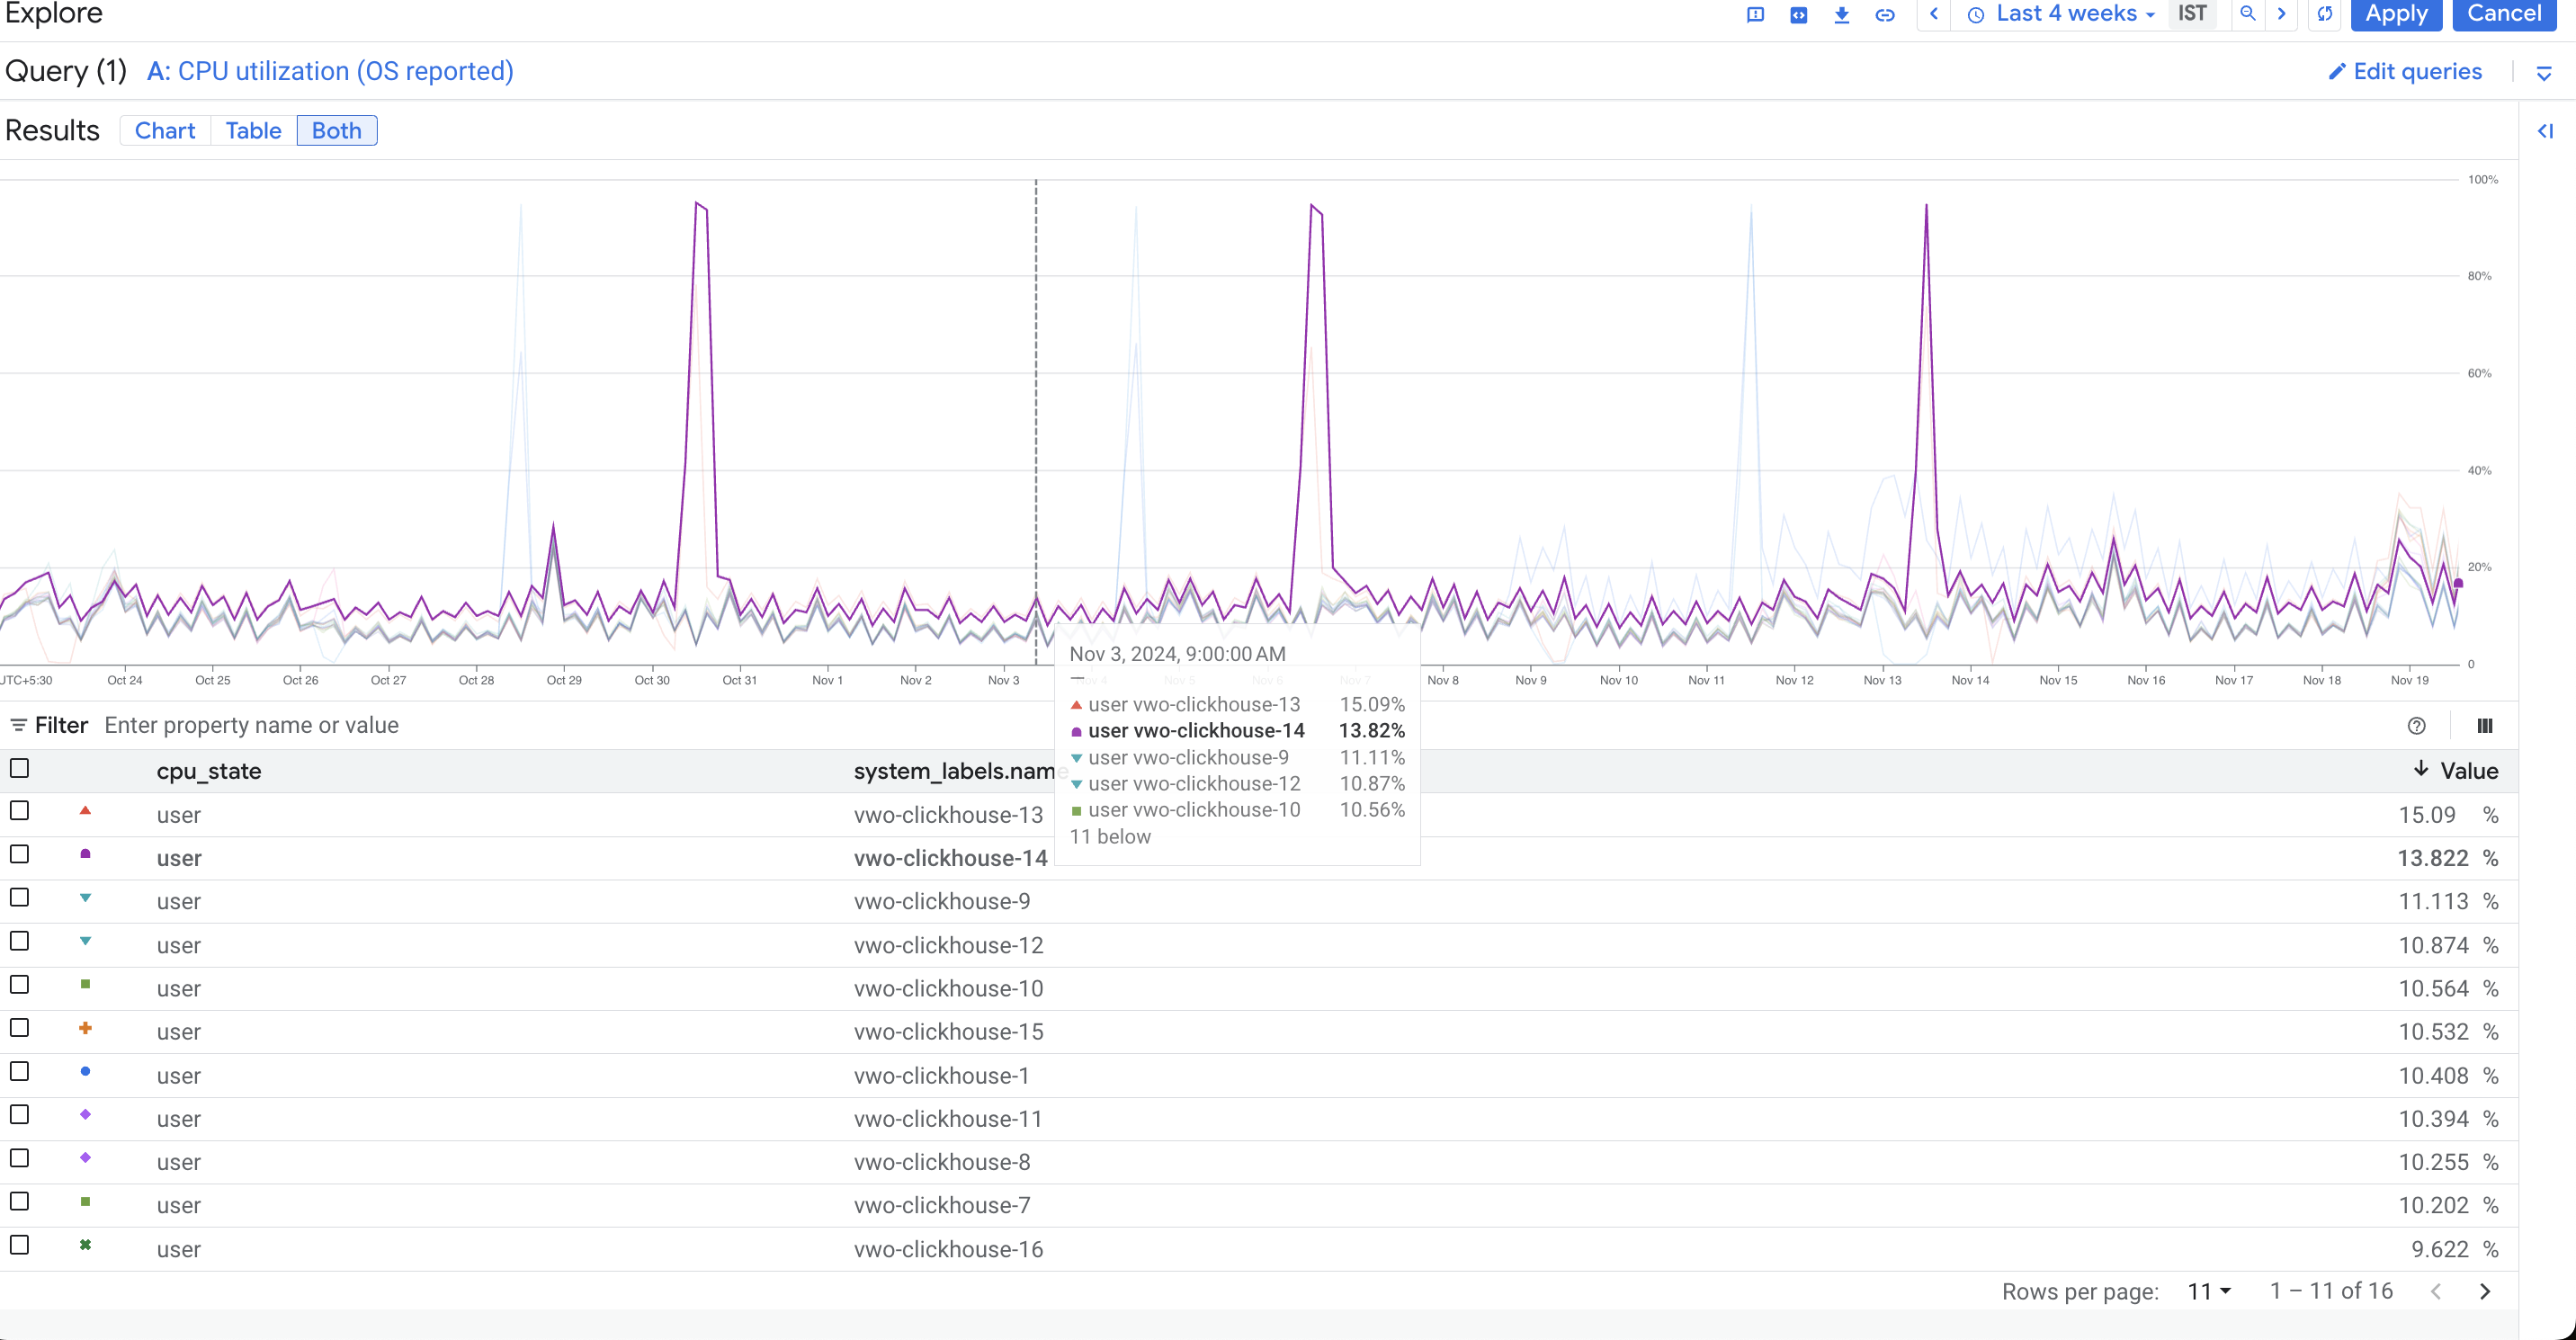 Explore
Last 4 weeks
IST
Apply
Cancel
Query (1) A: CPU utilization (OS reported)
Edit queries
Results
Chart
Table
Both
100%
80%
60%
40%
20%
0
UTC+5:30
Oct 24
Oct 25
Oct 26
Oct 27
Oct 28
Oct 29
Oct 30
Oct 31
Nov 1
Nov 2
Nov 3
Nov 4
Nov 5
Nov 6
Nov 7
Nov 8
Nov 9
Nov 10
Nov 11
Nov 12
Nov 13
Nov 14
Nov 15
Nov 16
Nov 17
Nov 18
Nov 19
Nov 3, 2024, 9:00:00 AM
—
user vwo-clickhouse-13 15.09%
user vwo-clickhouse-14 13.82%
user vwo-clickhouse-9 11.11%
user vwo-clickhouse-12 10.87%
user vwo-clickhouse-10 10.56%
11 below
Filter Enter property name or value
cpu_state system_labels.name Value
user vwo-clickhouse-13 15.09 %
user vwo-clickhouse-14 13.822 %
user vwo-clickhouse-9 11.113 %
user vwo-clickhouse-12 10.874 %
user vwo-clickhouse-10 10.564 %
user vwo-clickhouse-15 10.532 %
user vwo-clickhouse-1 10.408 %
user vwo-clickhouse-11 10.394 %
user vwo-clickhouse-8 10.255 %
user vwo-clickhouse-7 10.202 %
user vwo-clickhouse-16 9.622 %
Rows per page: 11 1 – 11 of 16